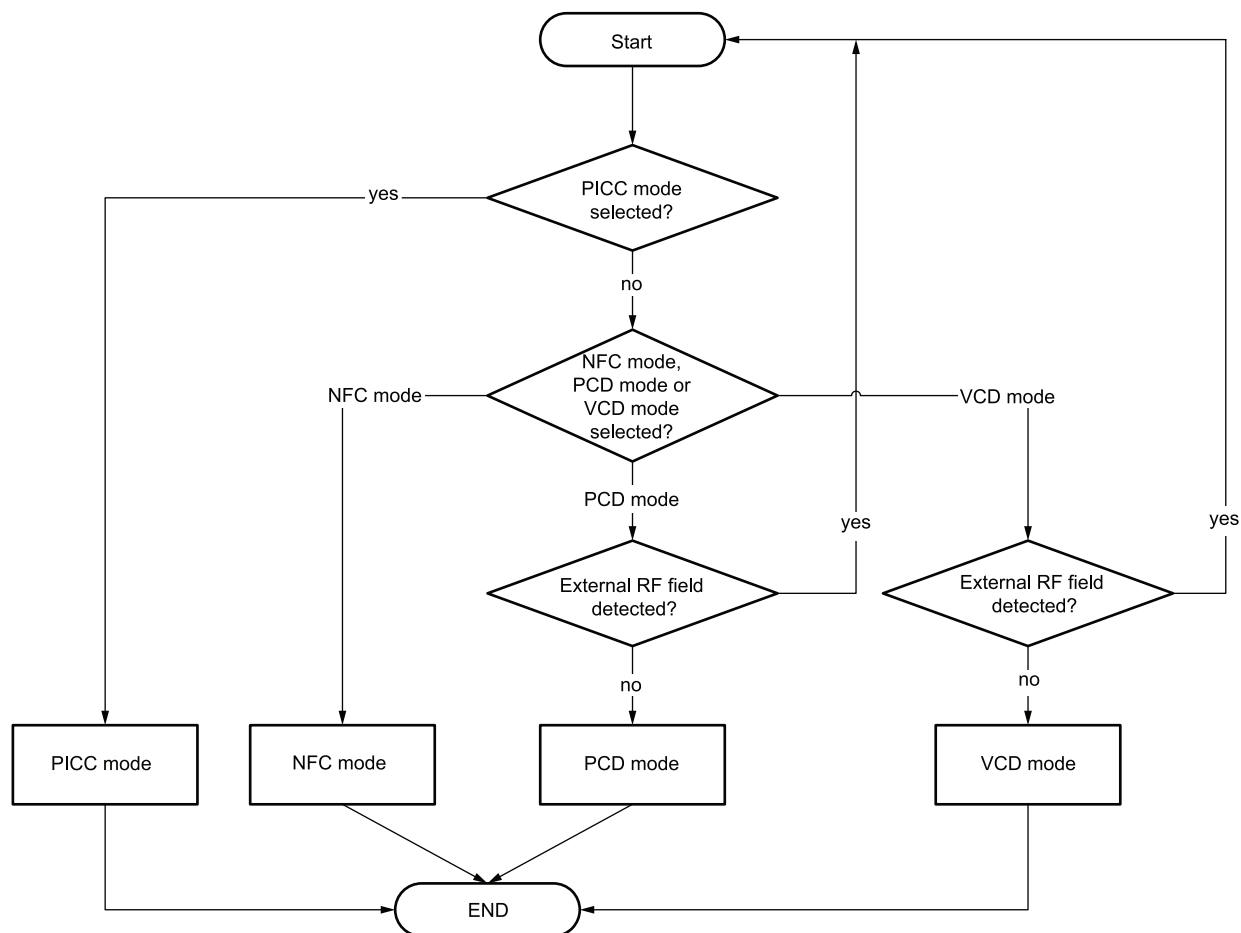 Start
PICC mode
selected?
yes
no
NFC mode,
PCD mode or
VCD mode
selected?
NFC mode
VCD mode
PCD mode
yes
yes
External RF field
detected?
External RF field
detected?
no
no
PICC mode
NFC mode
PCD mode
VCD mode
END